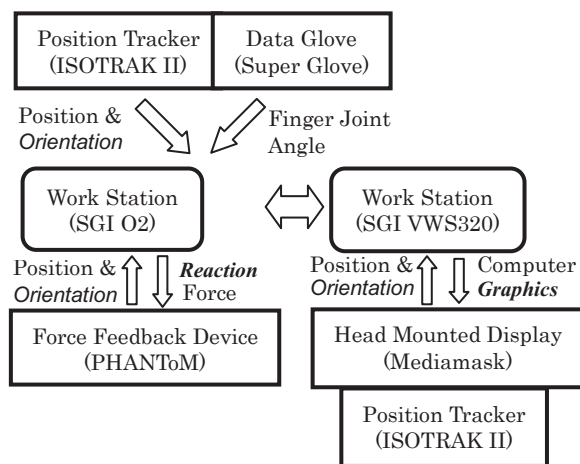 Position Tracker
(ISOTRAK II)
Data Glove
(Super Glove)
Position &
Orientation
Finger Joint
Angle
Work Station
(SGI O2)
Work Station
(SGI VWS320)
Position &
Orientation
Reaction
Force
Position &
Orientation
Computer
Graphics
Force Feedback Device
(PHANToM)
Head Mounted Display
(Mediamask)
Position Tracker
(ISOTRAK II)